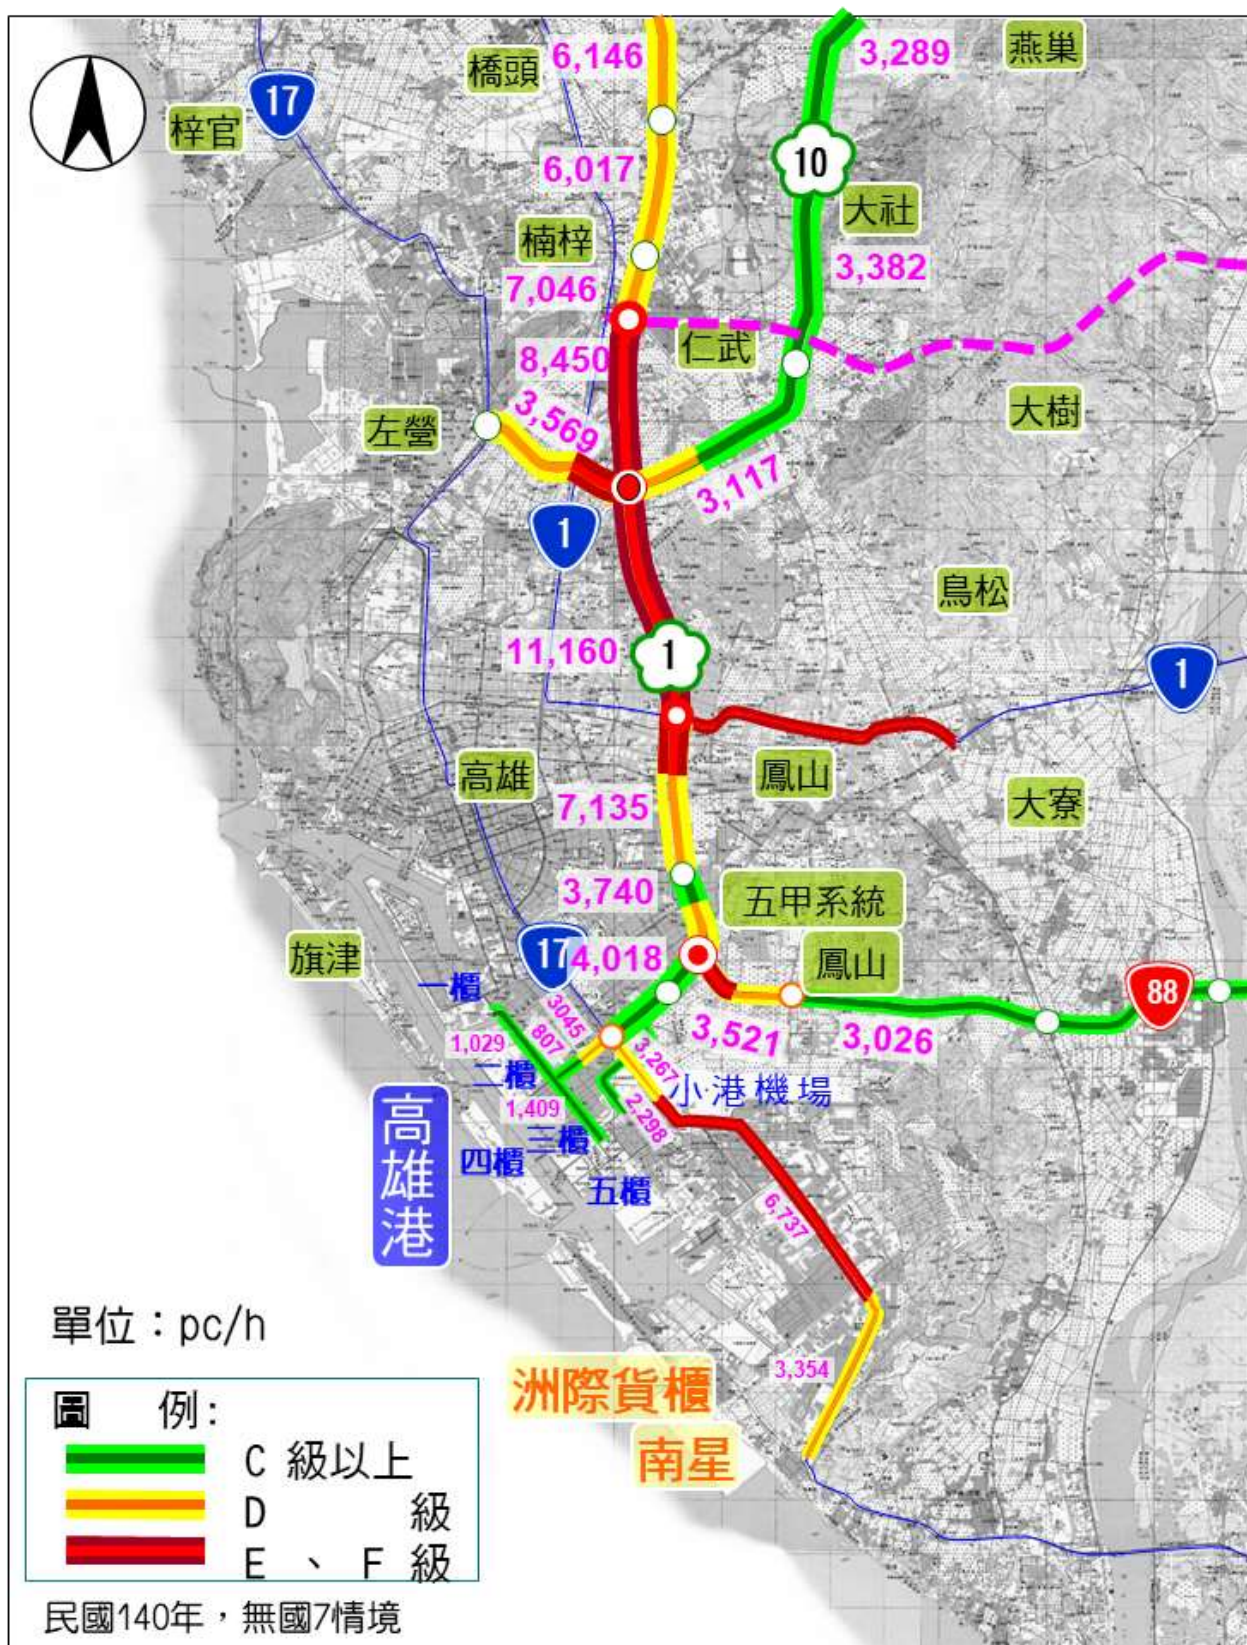 橋頭
6,146
3,289
燕巢
17
梓官
10
6,017
大社
楠梓
3,382
7,046
仁武
8,450
3,569
大樹
左營
3,117
1
鳥松
11,160
1
1
高雄
鳳山
大寮
7,135
3,740
五甲系統
旗津
17
4,018
鳳山
88
一櫃
3045
807
1,029
3,267
3,521
3,026
二櫃
小港機場
1,409
2,298
三櫃
四櫃
五櫃
高雄港
6,737
單位：pc/h
3,354
洲際貨櫃
南星
圖 例:
C 級以上
D 級
E 、 F 級
民國140年，無國7情境